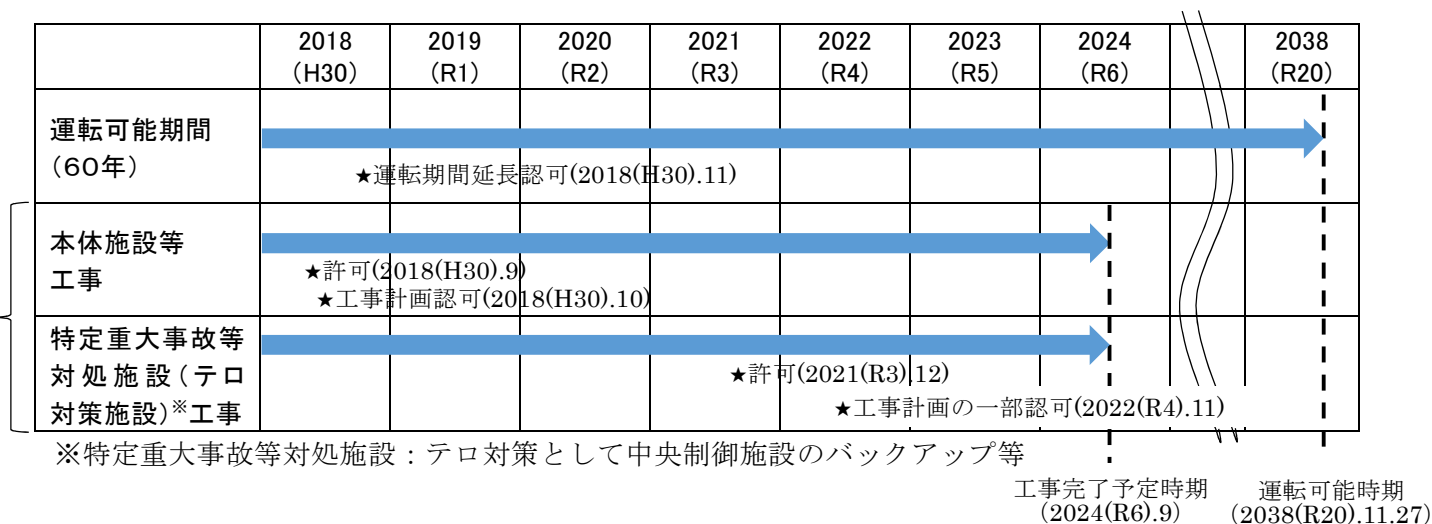 2018 2019 2020 2021 2022 2023 2024 2038
(H30) (R1) (R2) (R3) (R4) (R5) (R6) (R20)
運転可能期間
(60年)
★運転期間延長認可(2018(H30).11)
本体施設等
工事
★許可(2018(H30).9)
★工事計画認可(2018(H30).10)
特定重大事故等
対処施設(テロ
対策施設)※工事
★許可(2021(R3).12)
★工事計画の一部認可(2022(R4).11)
※特定重大事故等対処施設：テロ対策として中央制御施設のバックアップ等
工事完了予定時期
(2024(R6).9)
運転可能時期
(2038(R20).11.27)